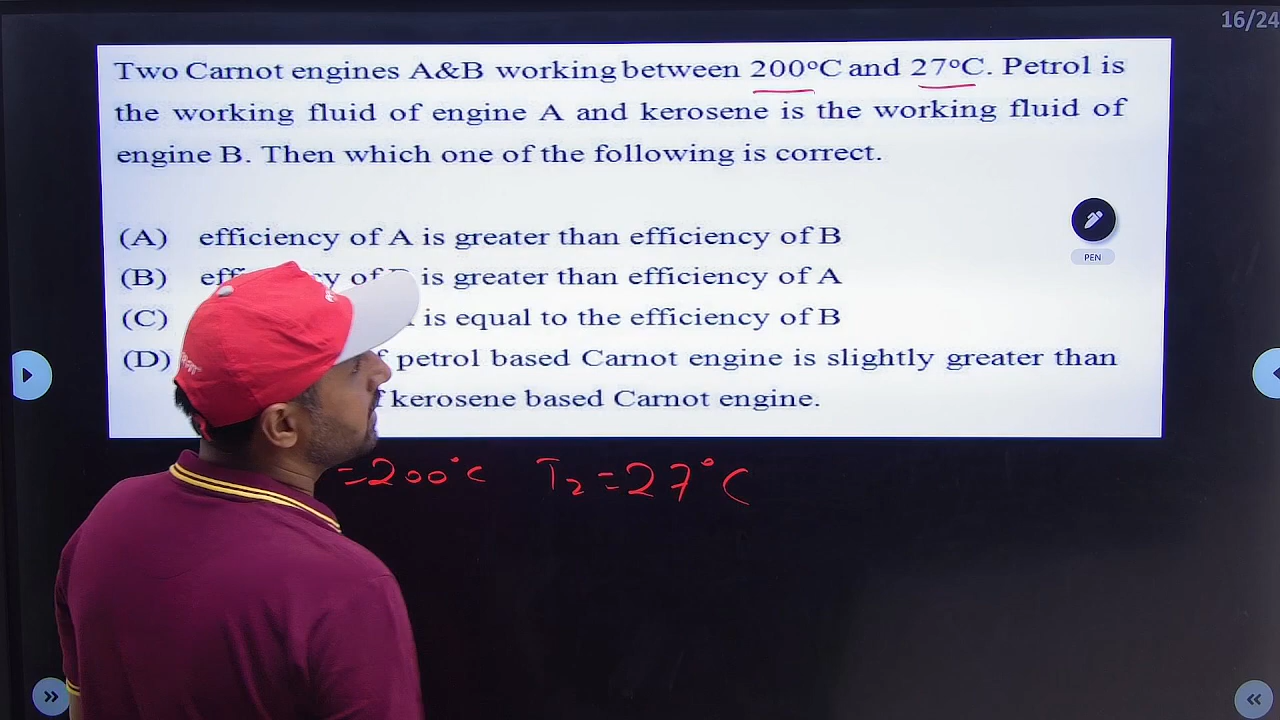 16/24
Two Carnot engines A&B working between 200°C and 27°C. Petrol is
the working fluid of engine A and kerosene is the working fluid of
engine B. Then which one of the following is correct.
PEN
(A) efficiency of A is greater than efficiency of B
(B) is greater than efficiency of A
(C) is equal to the efficiency of B
(D) petrol based Carnot engine is slightly greater than
kerosene based Carnot engine.
=200°C T2=27°C